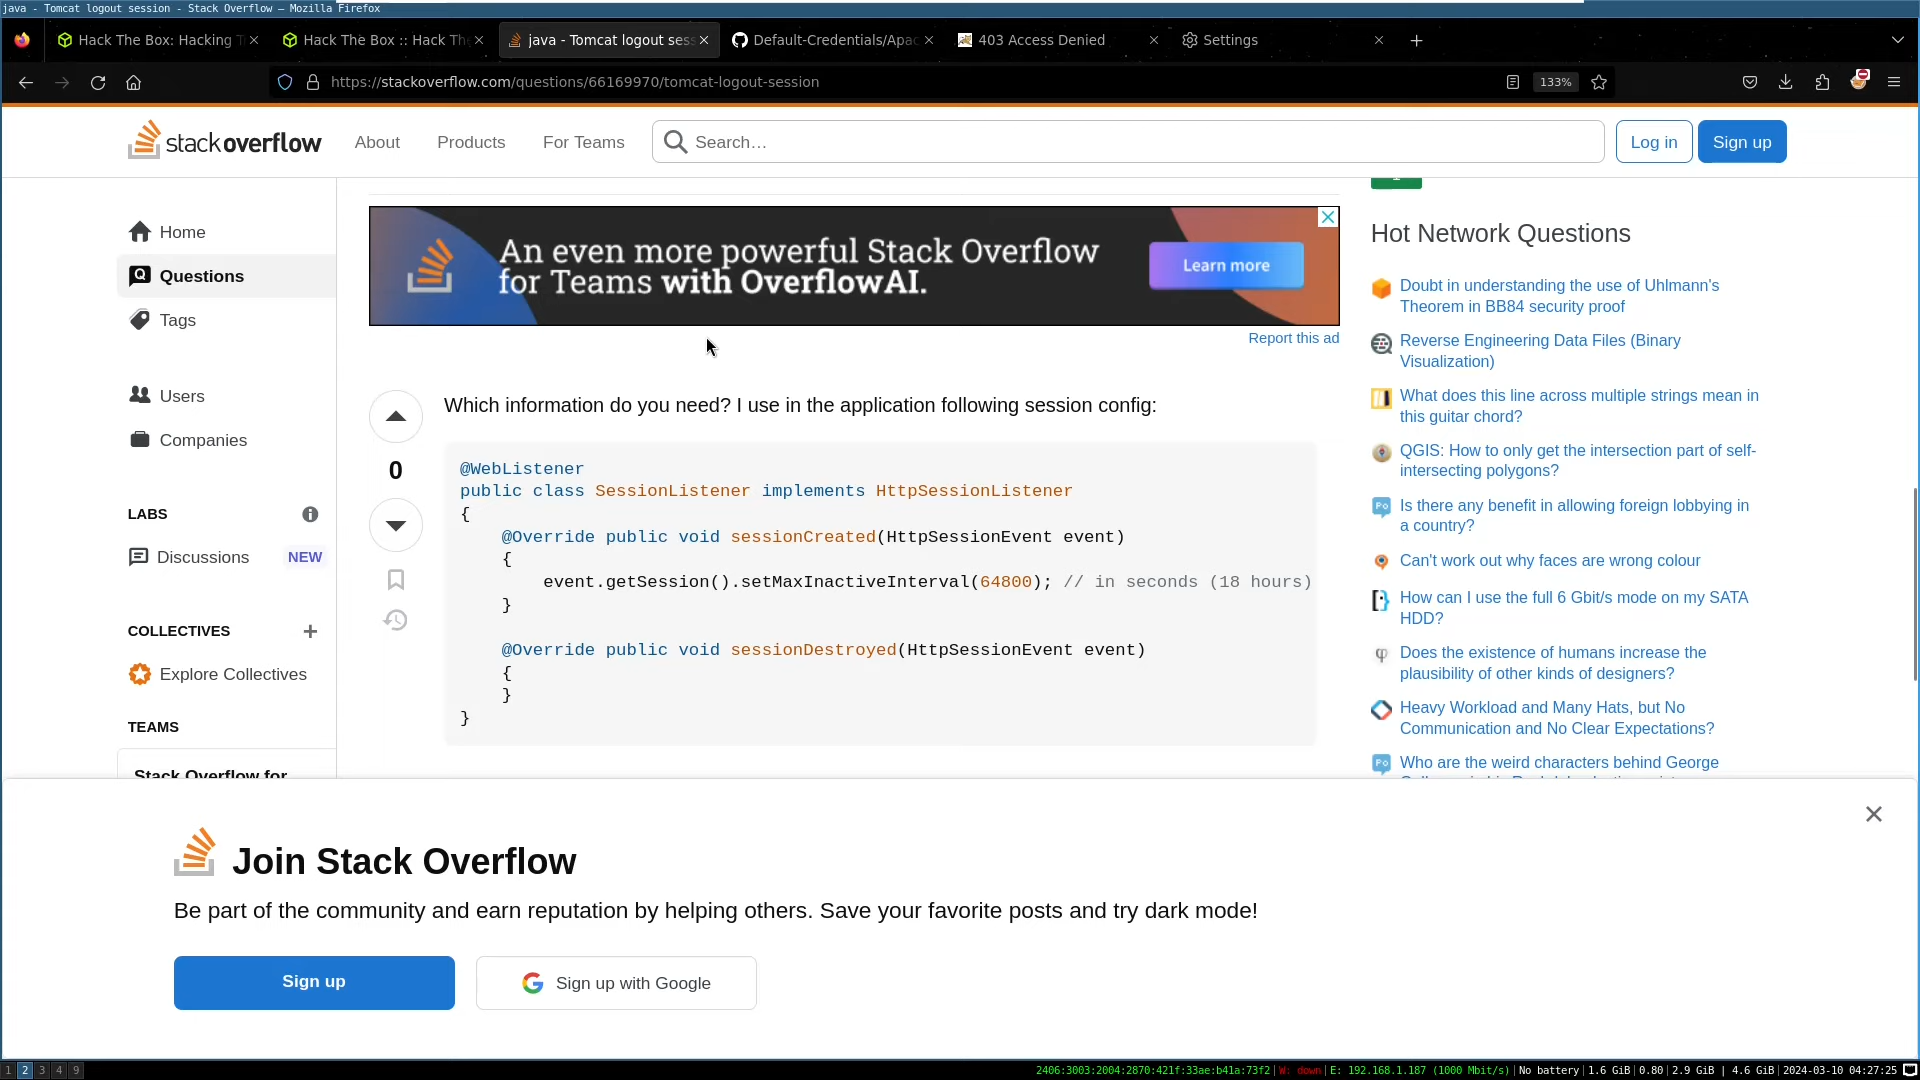 java - Tomcat logout session - Stack Overflow — Mozilla Firefox
Hack The Box: Hacking T
Hack The Box :: Hack The
java - Tomcat logout sess
Default-Credentials/Apac
403 Access Denied
Settings
https://stackoverflow.com/questions/66169970/tomcat-logout-session
133%
stackoverflow
About
Products
For Teams
Search…
Log in
Sign up
Home
Questions
Tags
Users
Companies
LABS
Discussions
NEW
COLLECTIVES
Explore Collectives
TEAMS
Stack Overflow for
An even more powerful Stack Overflow
for Teams with OverflowAI.
Learn more
Report this ad
0
Which information do you need? I use in the application following session config:
@WebListener
public class SessionListener implements HttpSessionListener
{
@Override public void sessionCreated(HttpSessionEvent event)
{
event.getSession().setMaxInactiveInterval(64800); // in seconds (18 hours)
}
@Override public void sessionDestroyed(HttpSessionEvent event)
{
}
}
Hot Network Questions
Doubt in understanding the use of Uhlmann's
Theorem in BB84 security proof
Reverse Engineering Data Files (Binary
Visualization)
What does this line across multiple strings mean in
this guitar chord?
QGIS: How to only get the intersection part of self-
intersecting polygons?
Is there any benefit in allowing foreign lobbying in
a country?
Can't work out why faces are wrong colour
How can I use the full 6 Gbit/s mode on my SATA
HDD?
Does the existence of humans increase the
plausibility of other kinds of designers?
Heavy Workload and Many Hats, but No
Communication and No Clear Expectations?
Who are the weird characters behind George
Join Stack Overflow
Be part of the community and earn reputation by helping others. Save your favorite posts and try dark mode!
Sign up
Sign up with Google
1 2 3 4 9
2406:3003:2004:2870:421f:33ae:b41a:73f2|W: down|E: 192.168.1.187 (1000 Mbit/s)|No battery|1.6 GiB|0.80|2.9 GiB | 4.6 GiB|2024-03-10 04:27:25